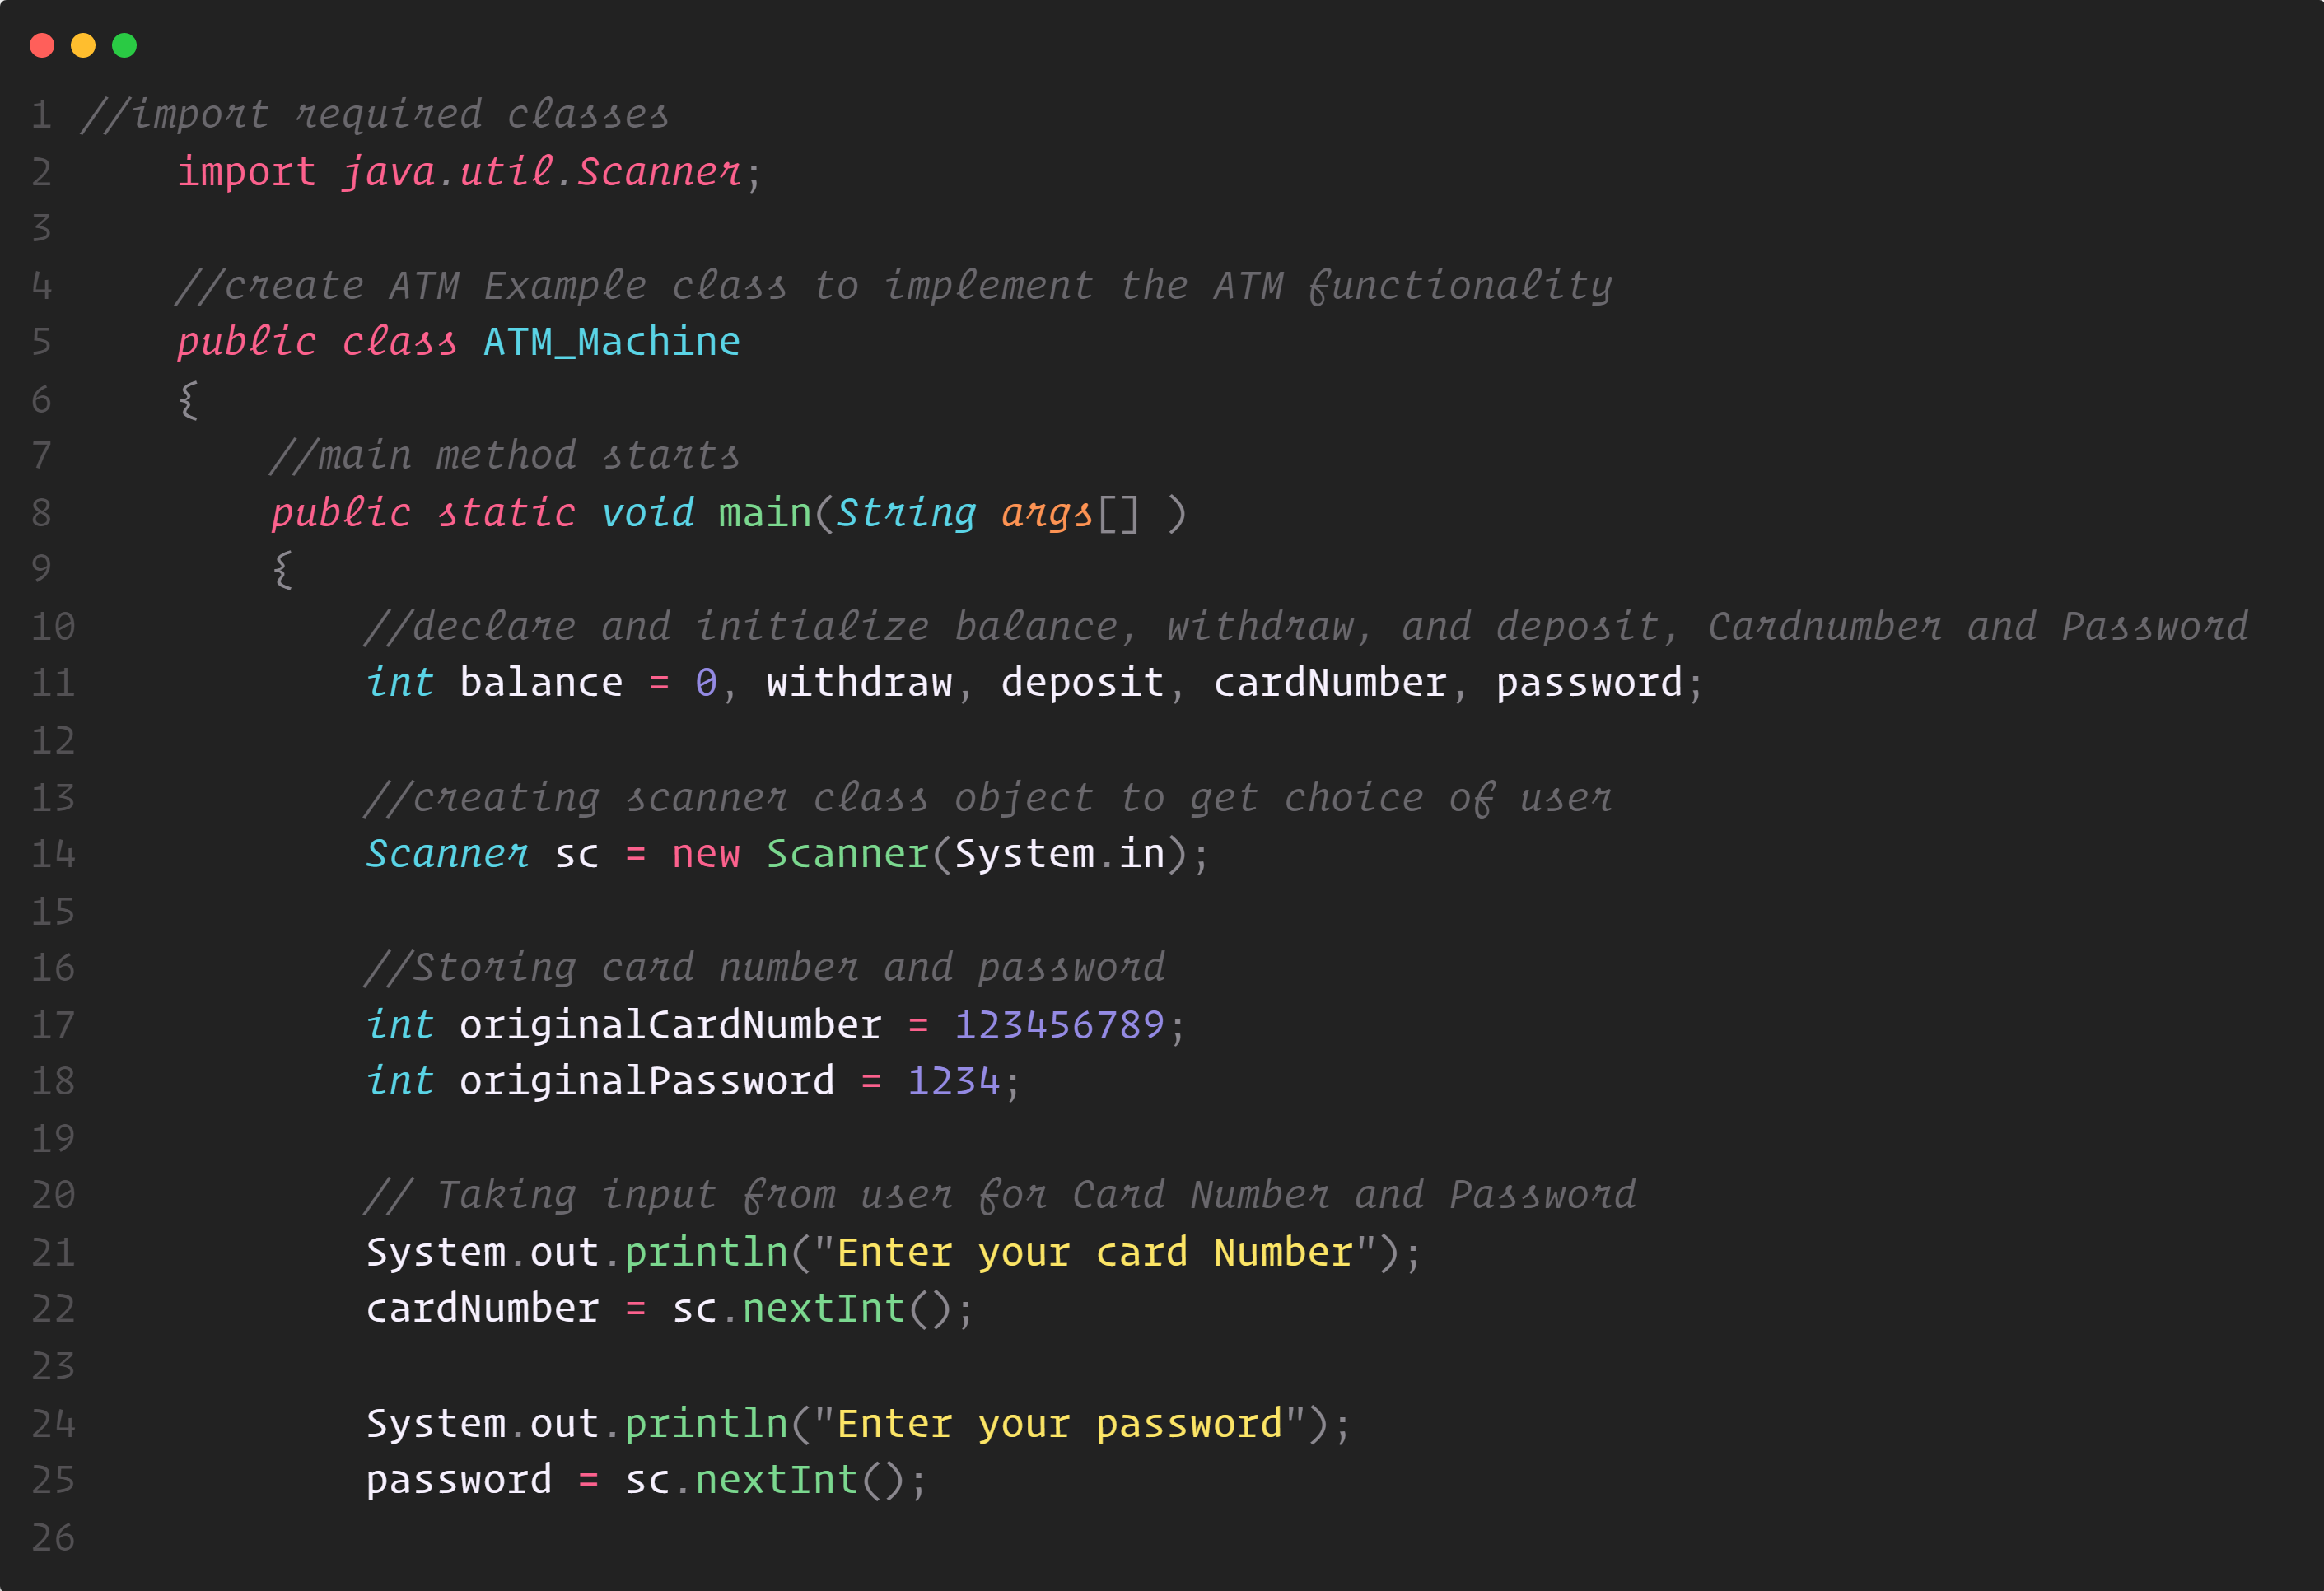 1 //import required classes
2     import java.util.Scanner;
3
4     //create ATM Example class to implement the ATM functionality
5     public class ATM_Machine
6     {
7         //main method starts
8         public static void main(String args[] )
9         {
10             //declare and initialize balance, withdraw, and deposit, Cardnumber and Password
11             int balance = 0, withdraw, deposit, cardNumber, password;
12
13             //creating scanner class object to get choice of user
14             Scanner sc = new Scanner(System.in);
15
16             //Storing card number and password
17             int originalCardNumber = 123456789;
18             int originalPassword = 1234;
19
20             // Taking input from user for Card Number and Password
21             System.out.println("Enter your card Number");
22             cardNumber = sc.nextInt();
23
24             System.out.println("Enter your password");
25             password = sc.nextInt();
26